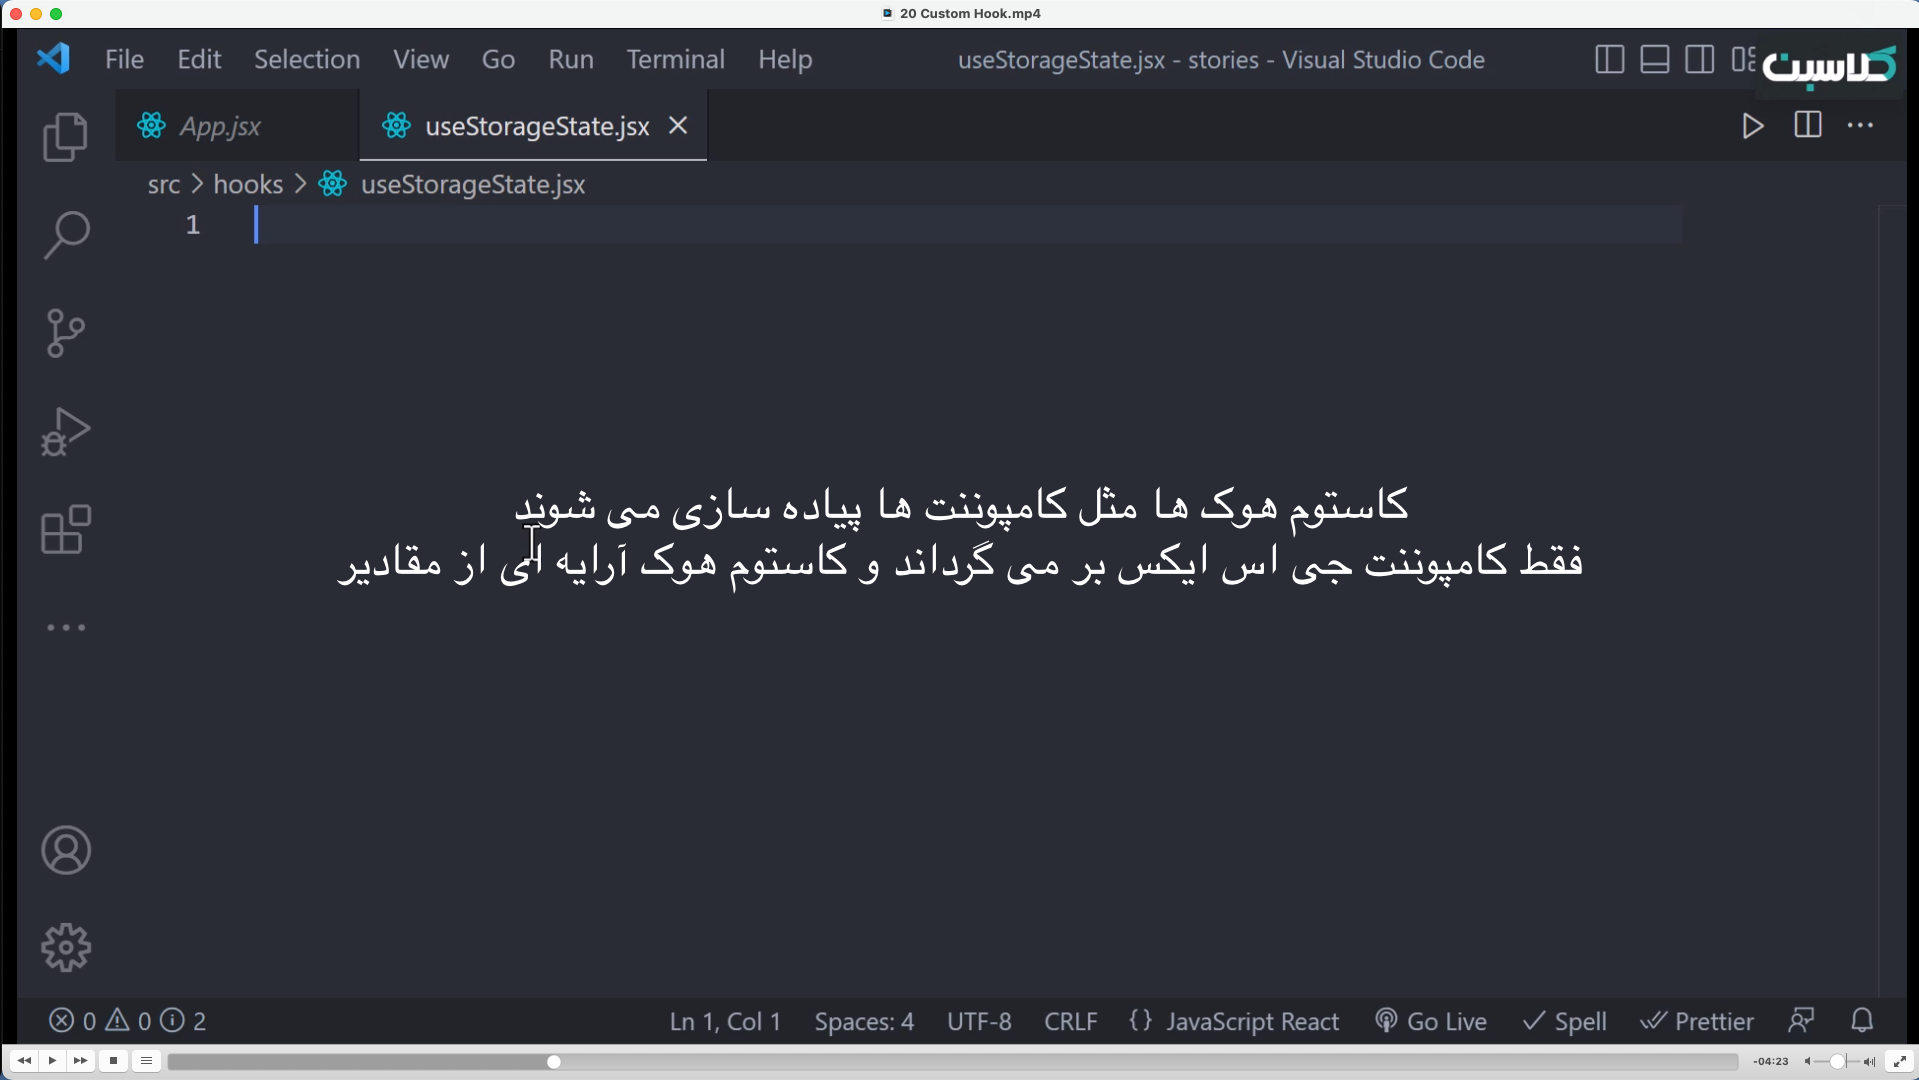 20 Custom Hook.mp4
File Edit Selection View Go Run Terminal Help
useStorageState.jsx - stories - Visual Studio Code
کلاسبت
App.jsx
useStorageState.jsx
src > hooks > useStorageState.jsx
1
کاستوم هوک ها مثل کامپوننت ها پیاده سازی می شوند
فقط کامپوننت جی اس ایکس بر می گرداند و کاستوم هوک آرایه ای از مقادیر
0 0 2
Ln 1, Col 1 Spaces: 4 UTF-8 CRLF {} JavaScript React Go Live Spell Prettier
-04:23